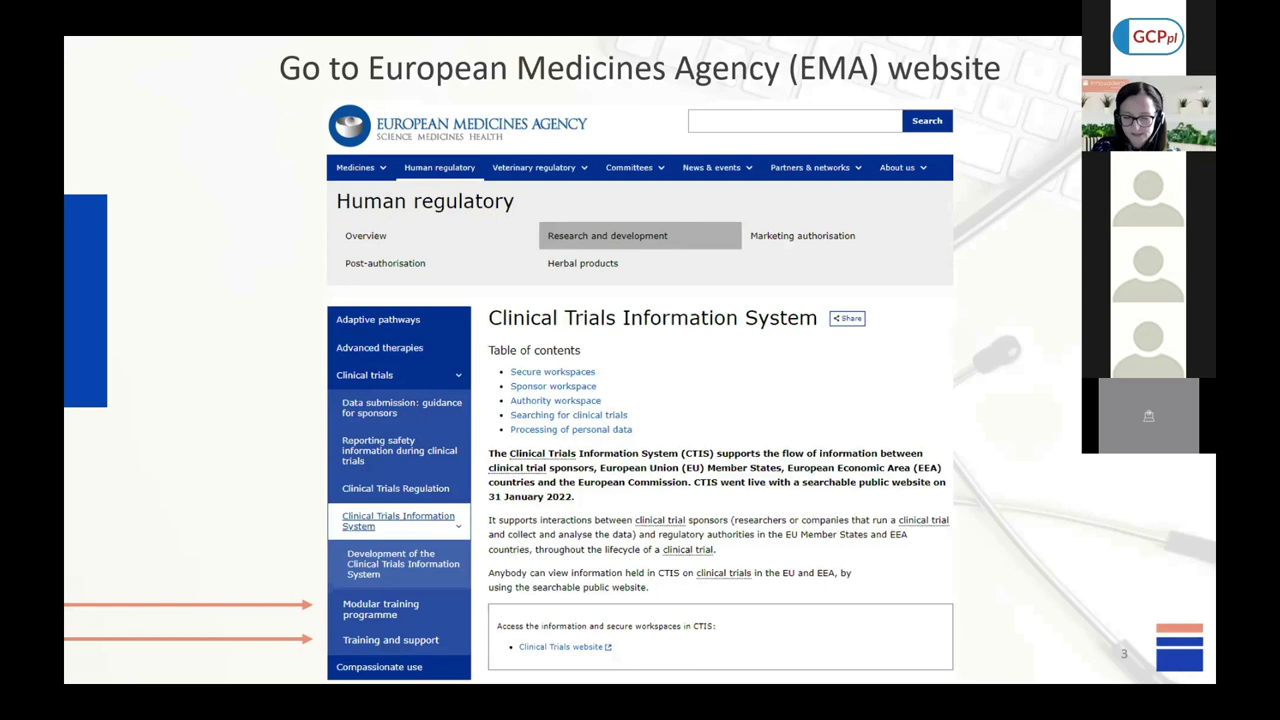 Go to European Medicines Agency (EMA) website
GCPpl
EUROPEAN MEDICINES AGENCY
SCIENCE MEDICINES HEALTH
Search
Medicines
Human regulatory
Veterinary regulatory
Committees
News & events
Partners & networks
About us
Human regulatory
Overview
Research and development
Marketing authorisation
Post-authorisation
Herbal products
Adaptive pathways
Advanced therapies
Clinical trials
Data submission: guidance
for sponsors
Reporting safety
information during clinical
trials
Clinical Trials Regulation
Clinical Trials Information
System
Development of the
Clinical Trials Information
System
Modular training
programme
Training and support
Compassionate use
Clinical Trials Information System
Share
Table of contents
• Secure workspaces
• Sponsor workspace
• Authority workspace
• Searching for clinical trials
• Processing of personal data
The Clinical Trials Information System (CTIS) supports the flow of information between
clinical trial sponsors, European Union (EU) Member States, European Economic Area (EEA)
countries and the European Commission. CTIS went live with a searchable public website on
31 January 2022.
It supports interactions between clinical trial sponsors (researchers or companies that run a clinical trial
and collect and analyse the data) and regulatory authorities in the EU Member States and EEA
countries, throughout the lifecycle of a clinical trial.
Anybody can view information held in CTIS on clinical trials in the EU and EEA, by
using the searchable public website.
Access the information and secure workspaces in CTIS:
• Clinical Trials website
3